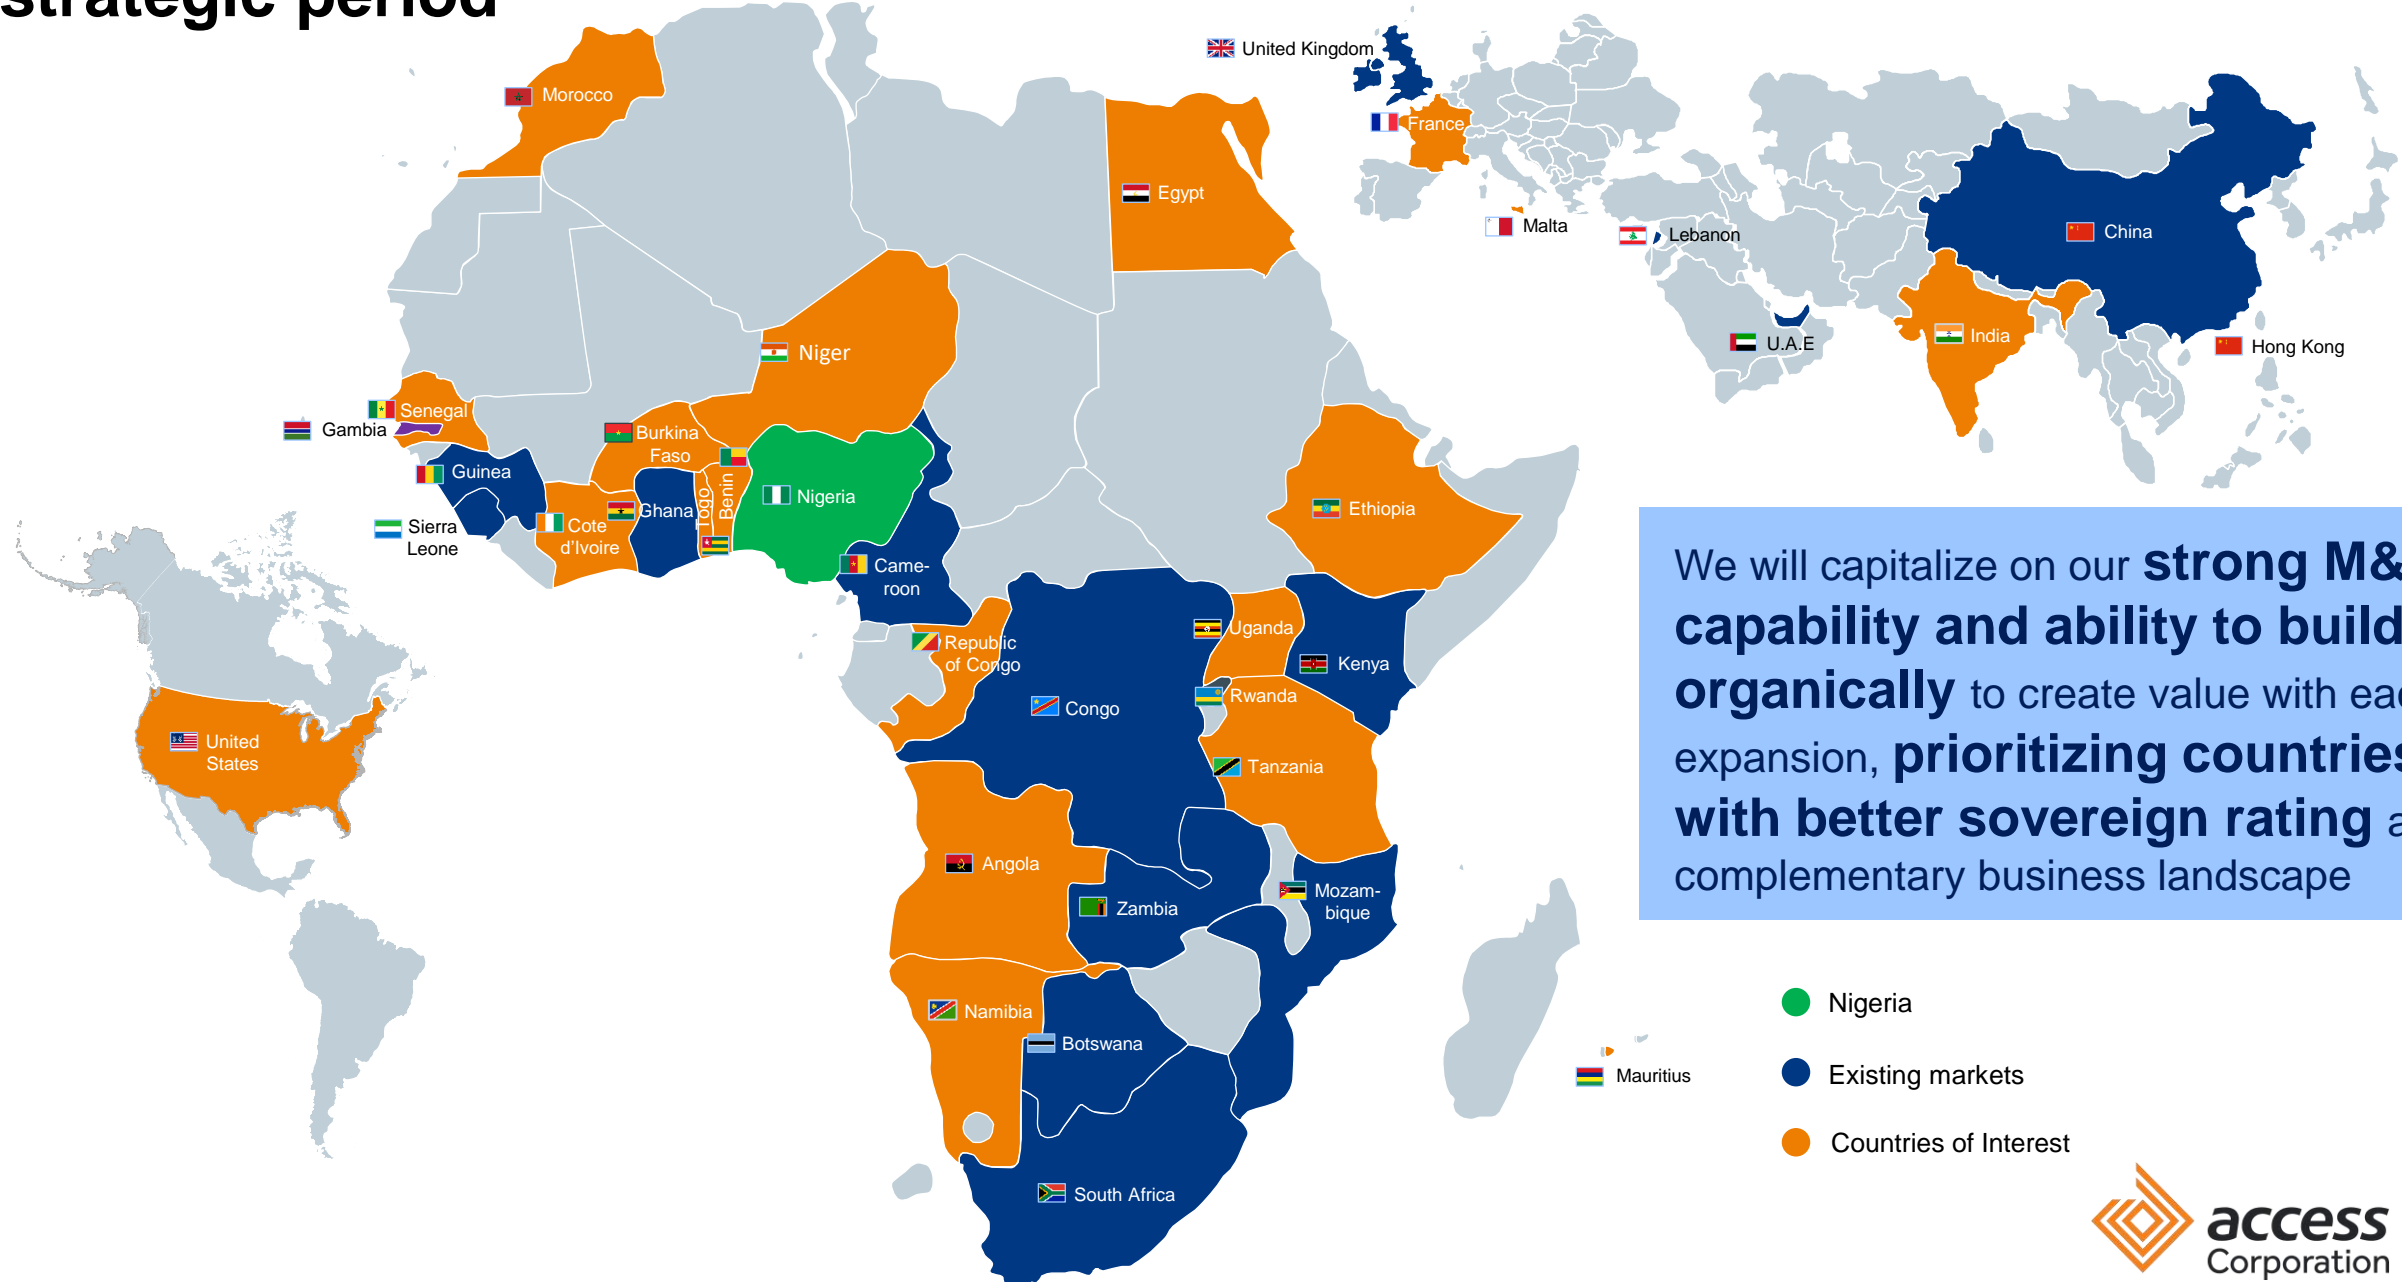 strategic period
United Kingdom
Morocco
France
Egypt
Malta
Lebanon
China
U.A.E
India
Hong Kong
Niger
Senegal
Gambia
Burkina
Faso
Guinea
Benin
Togo
Nigeria
Ghana
Cote
d'Ivoire
Sierra
Leone
Ethiopia
Came-
roon
Uganda
Republic
of Congo
Kenya
Rwanda
Congo
United
States
Tanzania
Angola
Mozam-
bique
Zambia
Namibia
Botswana
Mauritius
South Africa
We will capitalize on our strong M&
capability and ability to build
organically to create value with eac
expansion, prioritizing countries
with better sovereign rating a
complementary business landscape
Nigeria
Existing markets
Countries of Interest
access
Corporation